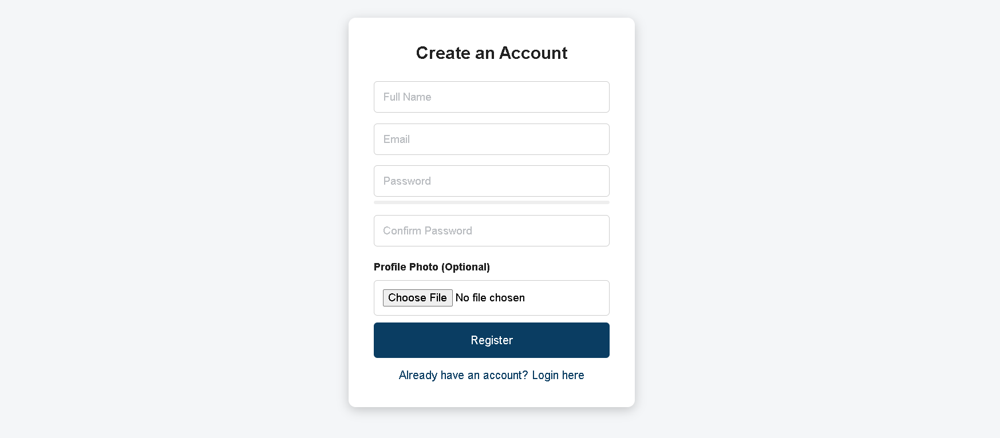 Create an Account
Full Name
Email
Password
Confirm Password
Profile Photo (Optional)
Choose File No file chosen
Register
Already have an account? Login here